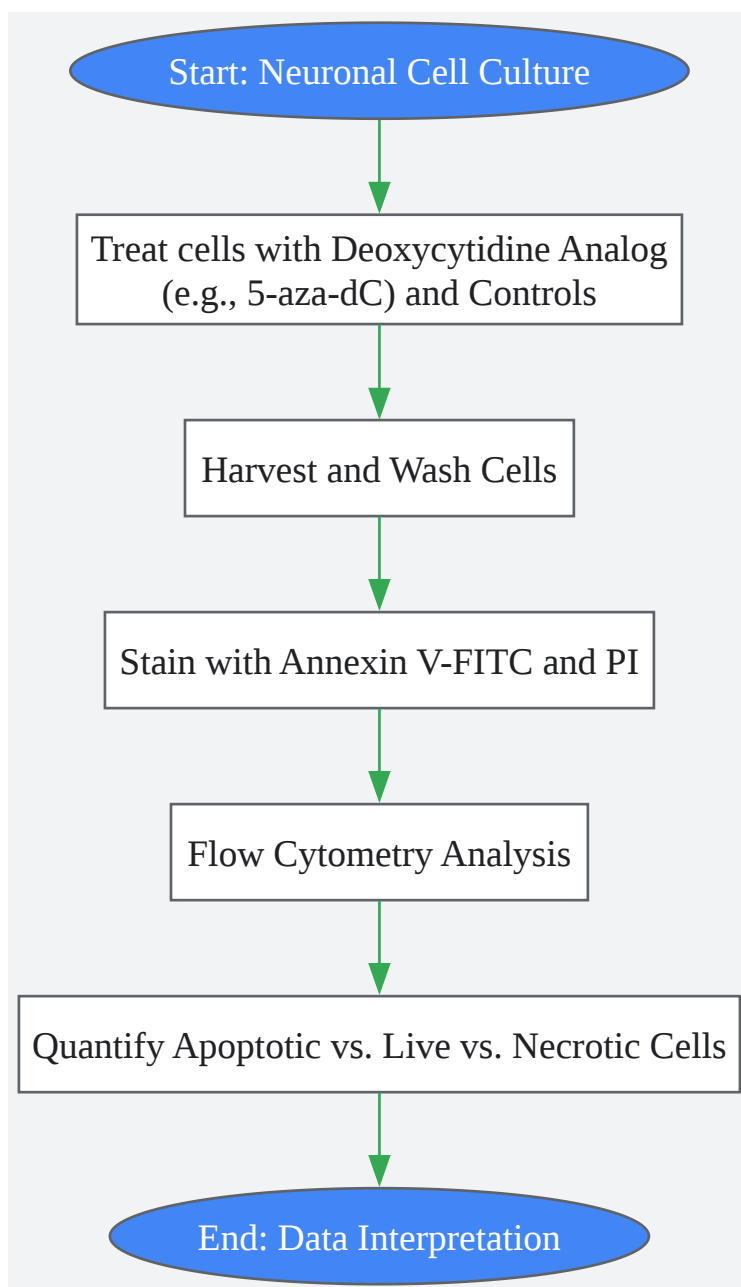 Start: Neuronal Cell Culture
Treat cells with Deoxycytidine Analog
(e.g., 5-aza-dC) and Controls
Harvest and Wash Cells
Stain with Annexin V-FITC and PI
Flow Cytometry Analysis
Quantify Apoptotic vs. Live vs. Necrotic Cells
End: Data Interpretation